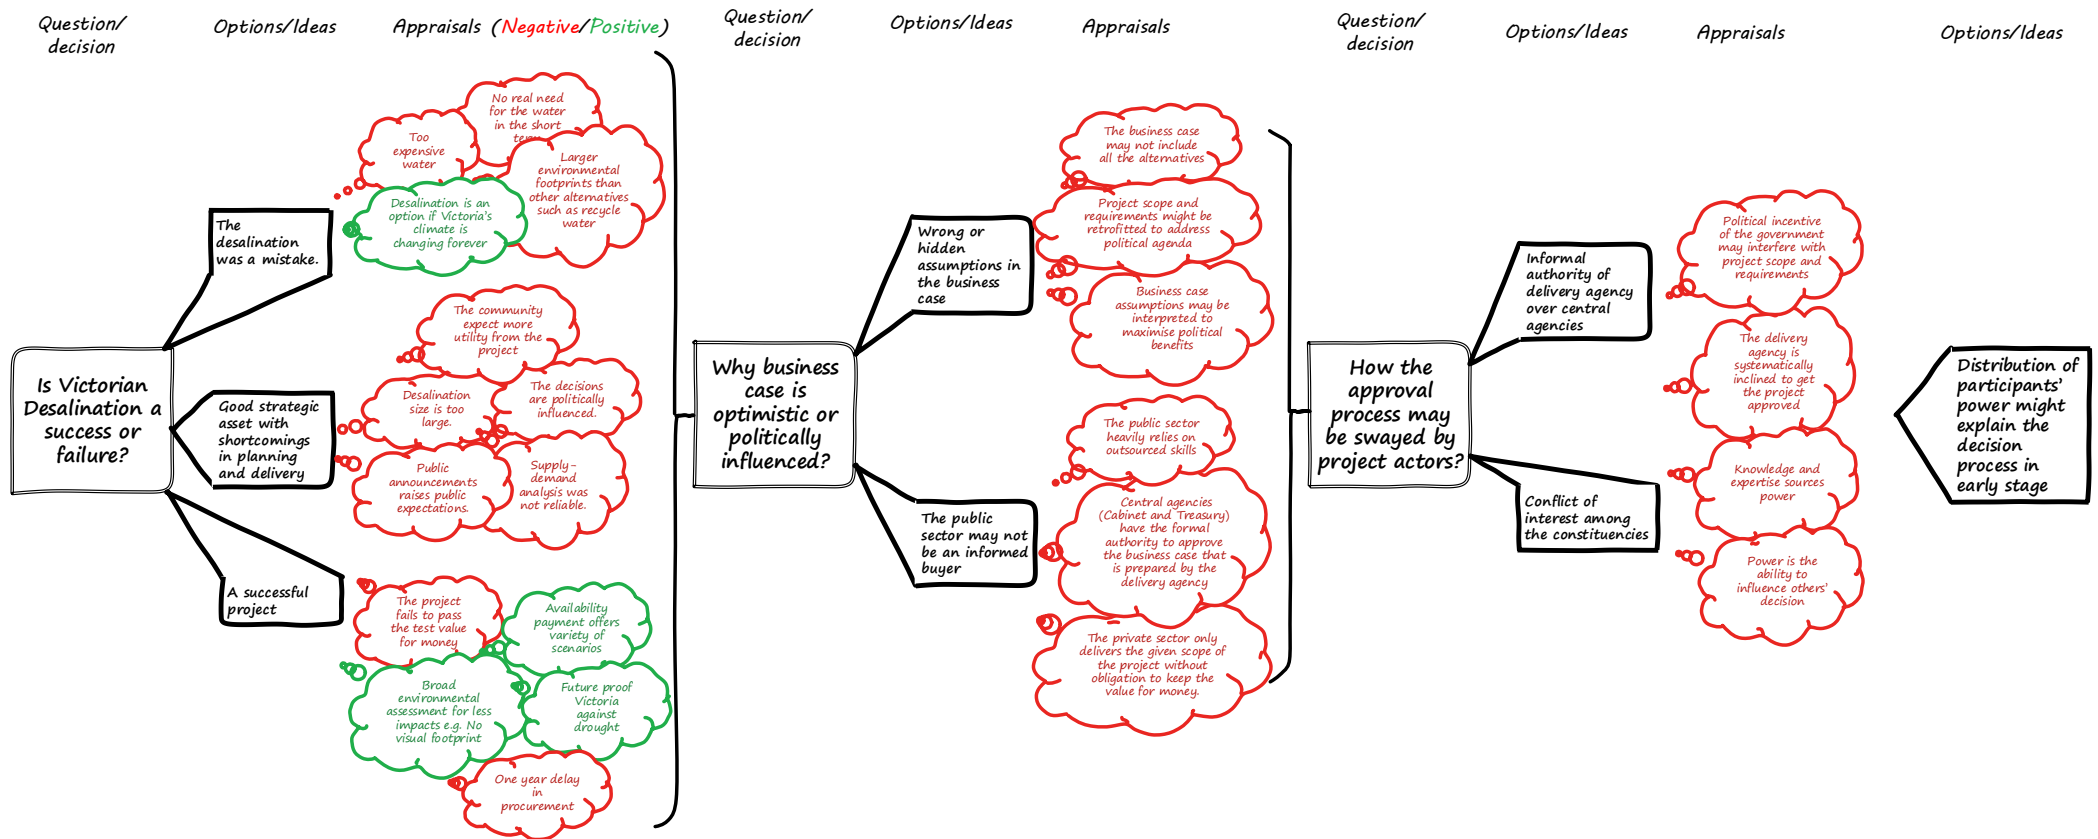 Question/
decision
Options/Ideas
Appraisals (Negative/Positive)
Question/
decision
Options/Ideas
Appraisals
Question/
decision
Options/Ideas
Appraisals
Options/Ideas
Is Victorian
Desalination a
success or
failure?
The
desalination
was a mistake.
Too
expensive
water
No real need
for the water
in the short
term
Larger
environmental
footprints than
other alternatives
such as recycle
water
Desalination is an
option if Victoria's
climate is
changing forever
Good strategic
asset with
shortcomings
in planning
and delivery
The community
expect more
utility from the
project
Desalination
size is too
large.
The decisions
are politically
influenced.
Public
announcements
raises public
expectations.
Supply-
demand
analysis was
not reliable.
A successful
project
The project
fails to pass
the test value
for money
Availability
payment offers
variety of
scenarios
Broad
environmental
assessment for less
impacts e.g. No
visual footprint
Future proof
Victoria
against
drought
One year delay
in
procurement
Why business
case is
optimistic or
politically
influenced?
Wrong or
hidden
assumptions in
the business
case
The business case
may not include
all the alternatives
Project scope and
requirements might be
retrofitted to address
political agenda
Business case
assumptions may be
interpreted to
maximise political
benefits
The public
sector may not
be an informed
buyer
The public sector
heavily relies on
outsourced skills
Central agencies
(Cabinet and Treasury)
have the formal
authority to approve
the business case that
is prepared by the
delivery agency
The private sector only
delivers the given scope of
the project without
obligation to keep the
value for money.
How the
approval
process may
be swayed by
project actors?
Informal
authority of
delivery agency
over central
agencies
Political incentive
of the government
may interfere with
project scope and
requirements
The delivery
agency is
systematically
inclined to get
the project
approved
Conflict of
interest among
the constituencies
Knowledge and
expertise sources
power
Power is the
ability to
influence others'
decision
Distribution of
participants'
power might
explain the
decision
process in
early stage